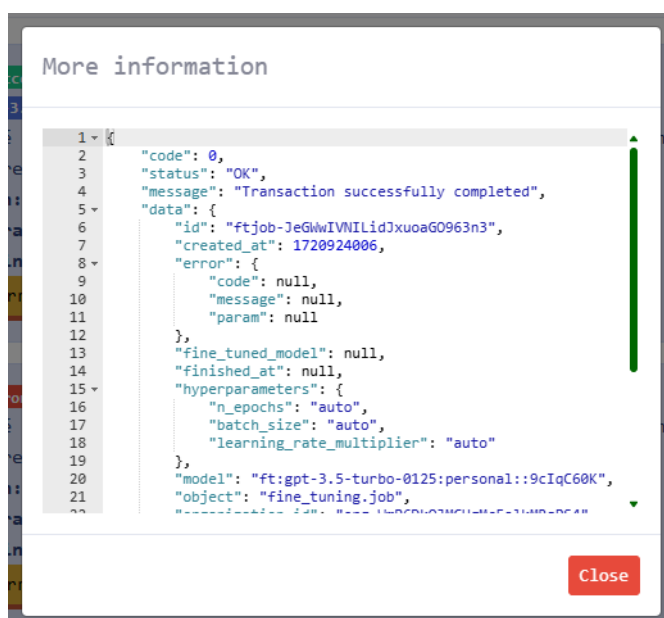 More information
1 {
2 "code": 0,
3 "status": "OK",
4 "message": "Transaction successfully completed",
5 "data": {
6 "id": "ftjob-JeGWwIVNILidJxuoaGO963n3",
7 "created_at": 1720924006,
8 "error": {
9 "code": null,
10 "message": null,
11 "param": null
12 },
13 "fine_tuned_model": null,
14 "finished_at": null,
15 "hyperparameters": {
16 "n_epochs": "auto",
17 "batch_size": "auto",
18 "learning_rate_multiplier": "auto"
19 },
20 "model": "ft:gpt-3.5-turbo-0125:personal::9cIqC60K",
21 "object": "fine_tuning.job",
Close